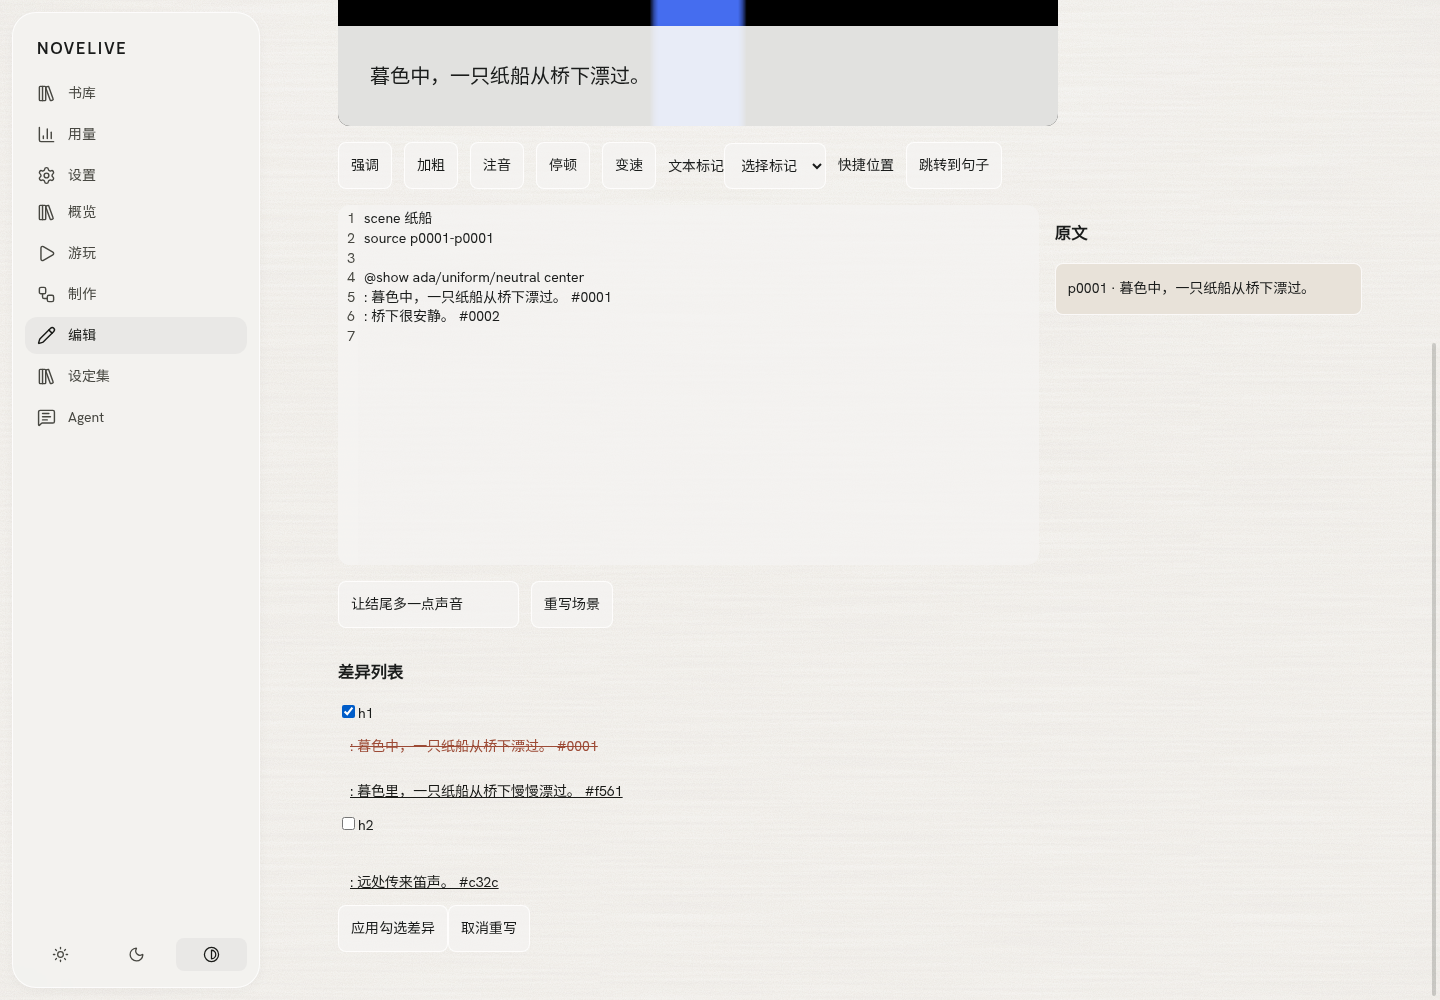 NOVELIVE
书库
用量
设置
概览
游玩
制作
编辑
设定集
Agent
暮色中，一只纸船从桥下漂过。
强调 加粗 注音 停顿 变速 文本标记 选择标记 快捷位置 跳转到句子
1 scene 纸船
2 source p0001-p0001
3
4 @show ada/uniform/neutral center
5 : 暮色中，一只纸船从桥下漂过。 #0001
6 : 桥下很安静。 #0002
7
原文
p0001 · 暮色中，一只纸船从桥下漂过。
让结尾多一点声音 重写场景
差异列表
h1
: 暮色中，一只纸船从桥下漂过。 #0001
: 暮色里，一只纸船从桥下慢慢漂过。 #f561
h2
: 远处传来笛声。 #c32c
应用勾选差异 取消重写